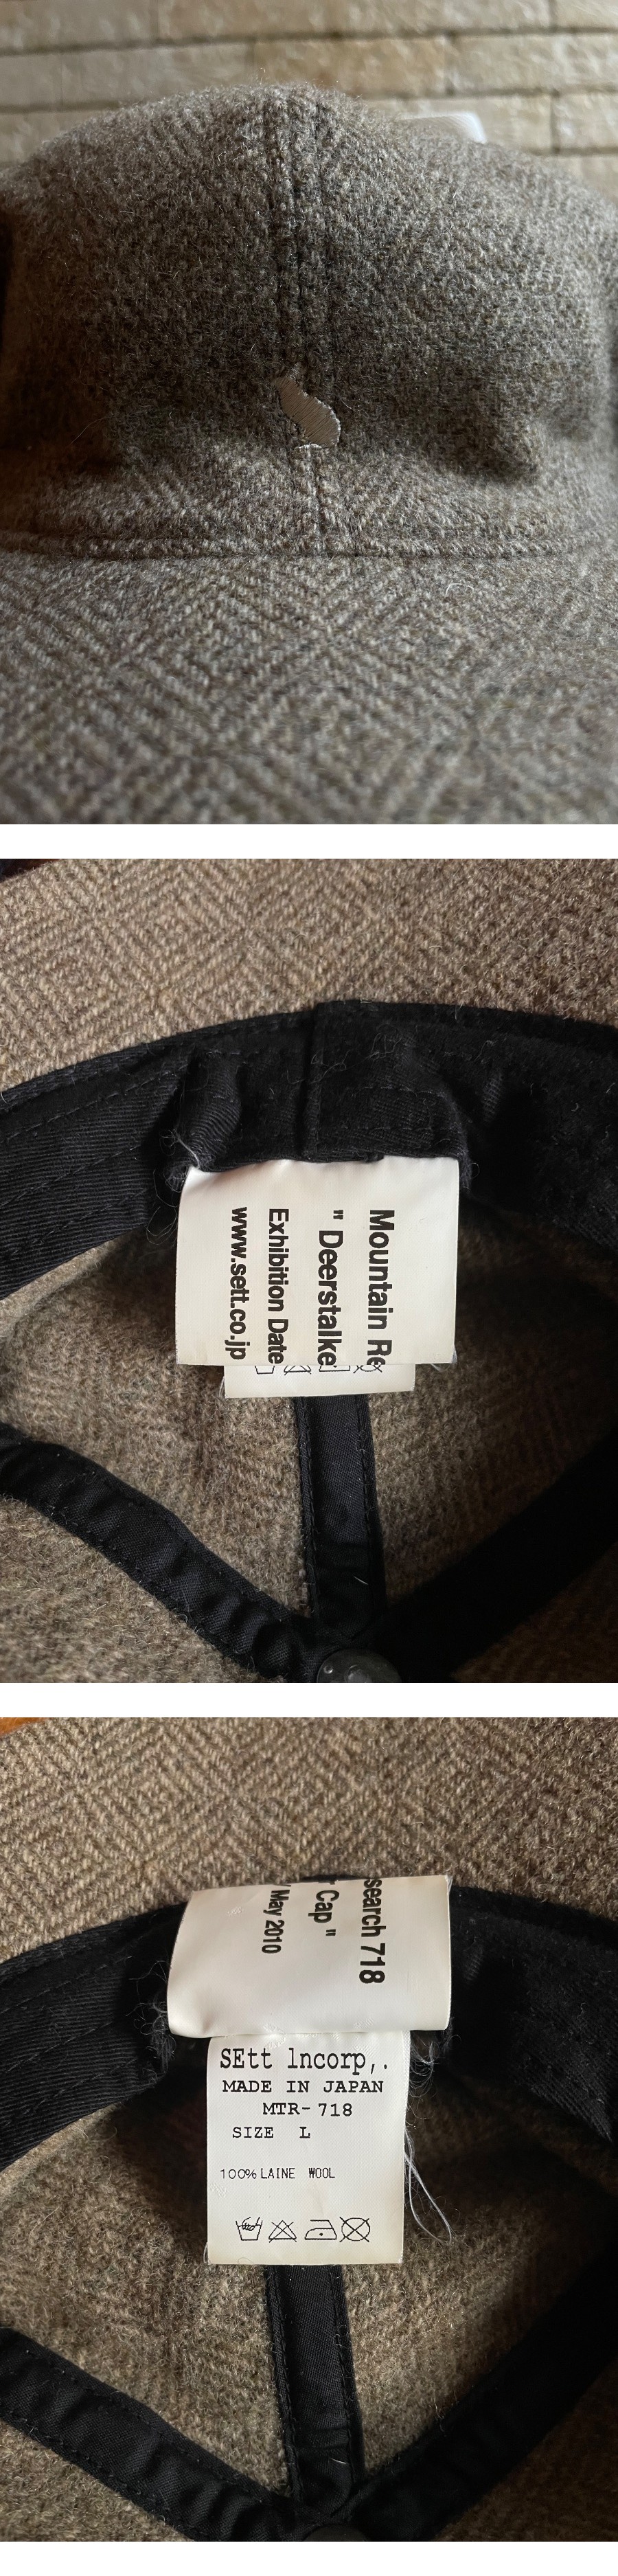 Mountain Re
" Deerstalke
Exhibition Date
www.sett.co.jp
search 718
Cap "
May 2010
SEtt lncorp,.
MADE IN JAPAN
MTR-718
SIZE L
100% LAINE WOOL